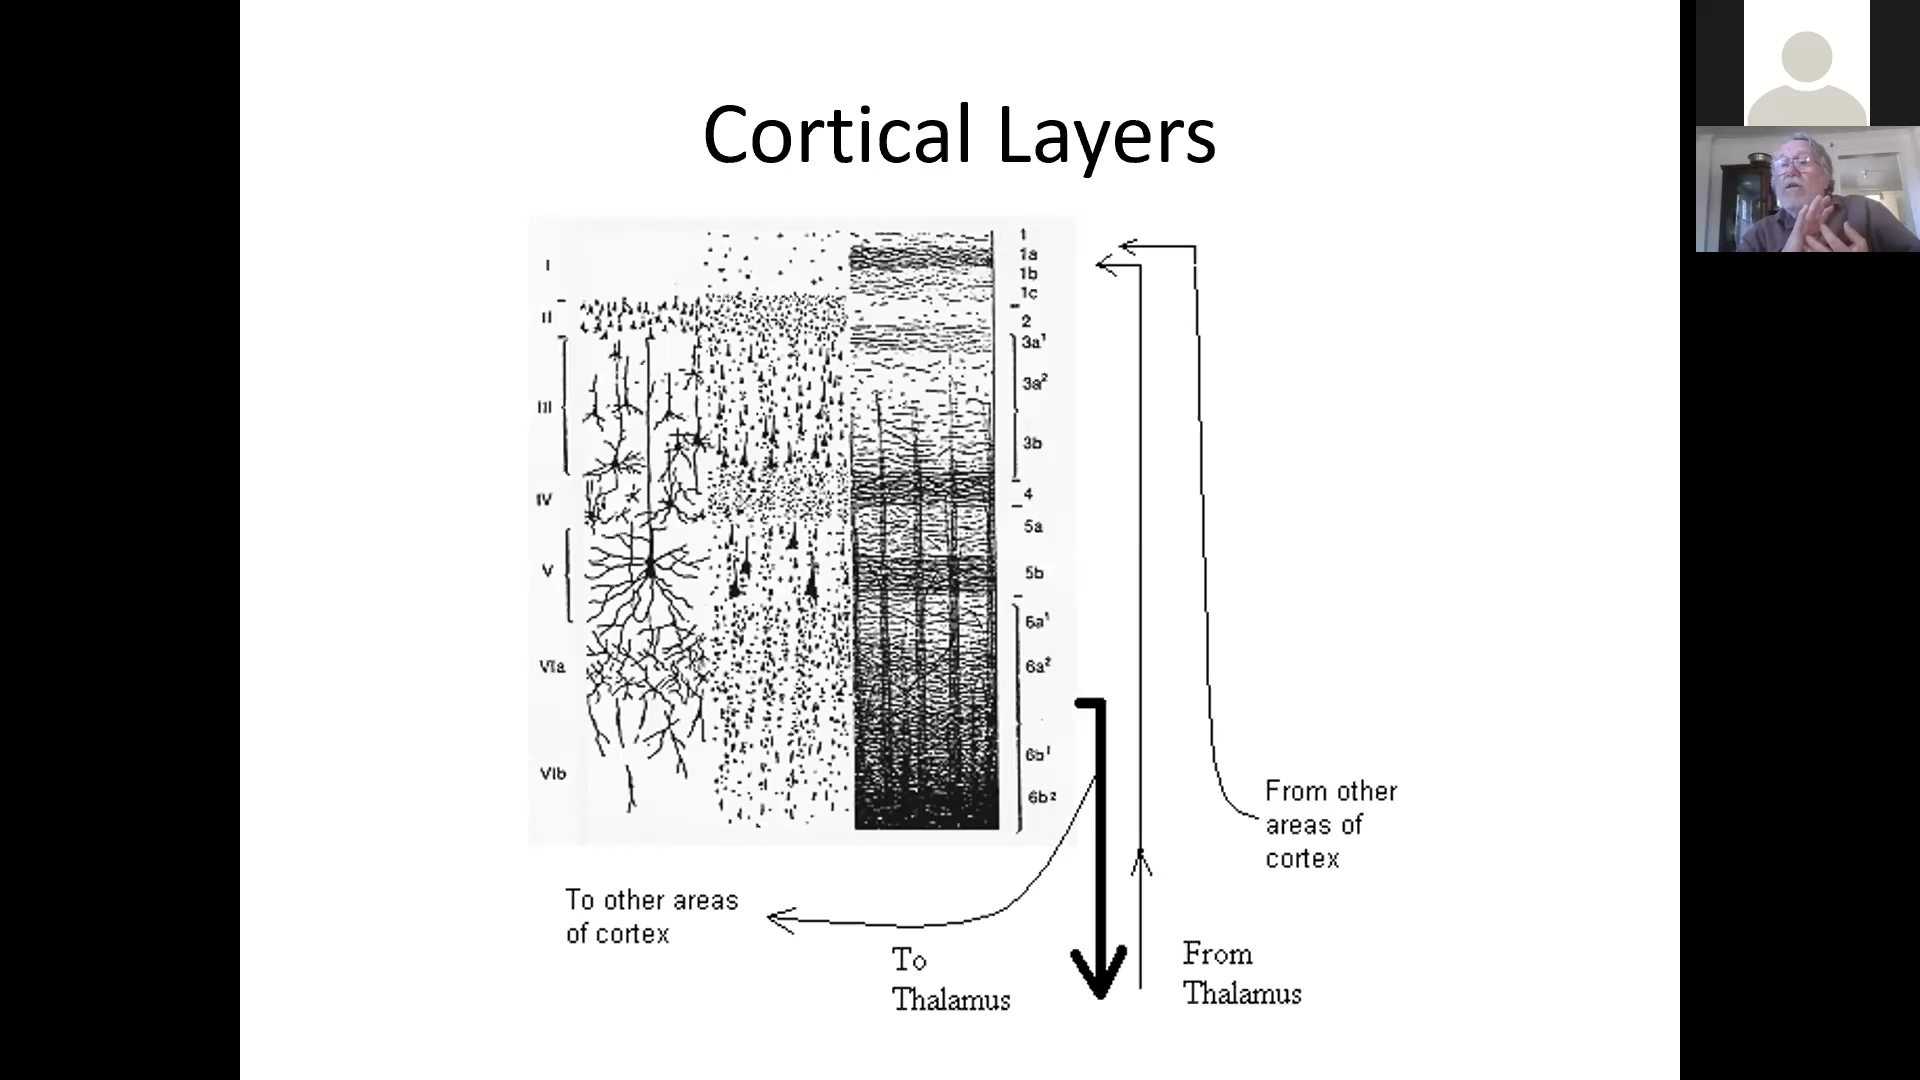 Cortical Layers
I
II
III
IV
V
VIa
VIb
1
1a
1b
1c
2
3a¹
3a²
3b
4
5a
5b
6a¹
6a²
6b¹
6b²
From other
areas of
cortex
To other areas
of cortex
To
Thalamus
From
Thalamus